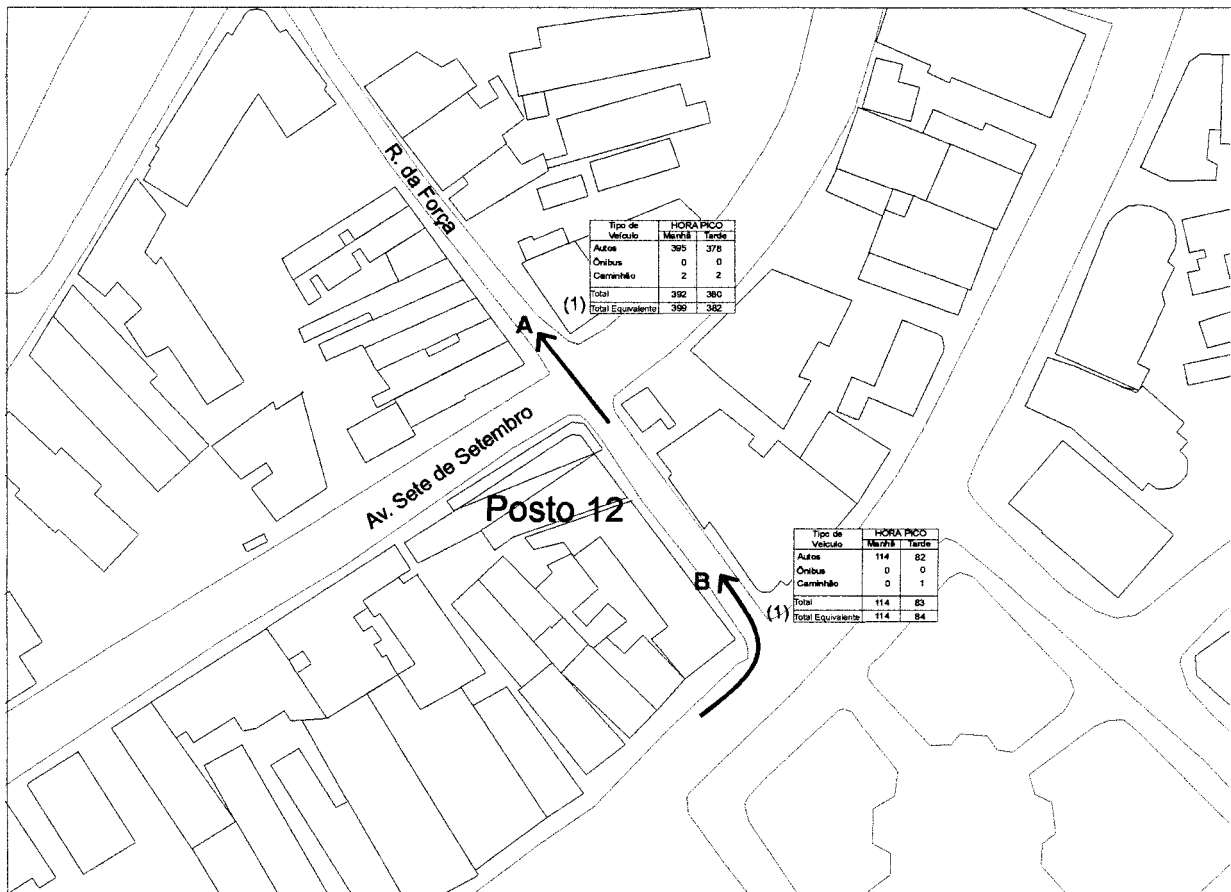 R. da Força
Tipo de Veículo HORA PICO
Manhã Tarde
Autos 395 378
Ônibus 0 0
Caminhão 2 2
Total 392 380
(1) Total Equivalente 399 382
A
Av. Sete de Setembro
Posto 12
Tipo de Veículo HORA PICO
Manhã Tarde
Autos 114 82
Ônibus 0 0
Caminhão 0 1
Total 114 83
(1) Total Equivalente 114 84
B